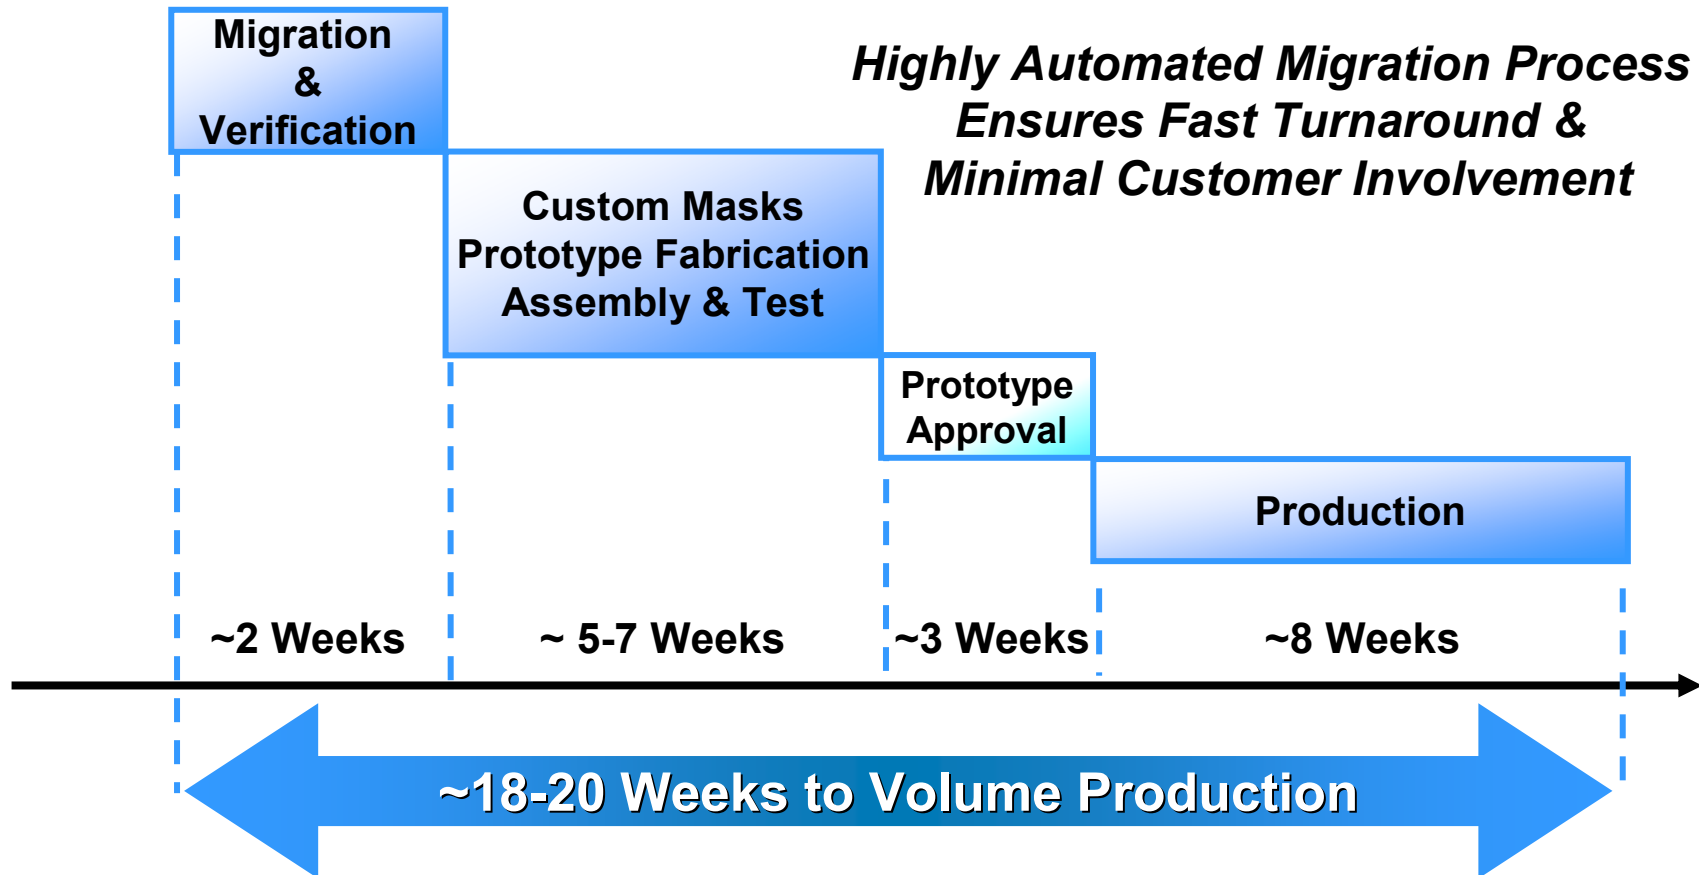 Migration
&
Verification
Highly Automated Migration Process
Ensures Fast Turnaround &
Minimal Customer Involvement
Custom Masks
Prototype Fabrication
Assembly & Test
Prototype
Approval
Production
~2 Weeks
~ 5-7 Weeks
~3 Weeks
~8 Weeks
~18-20 Weeks to Volume Production